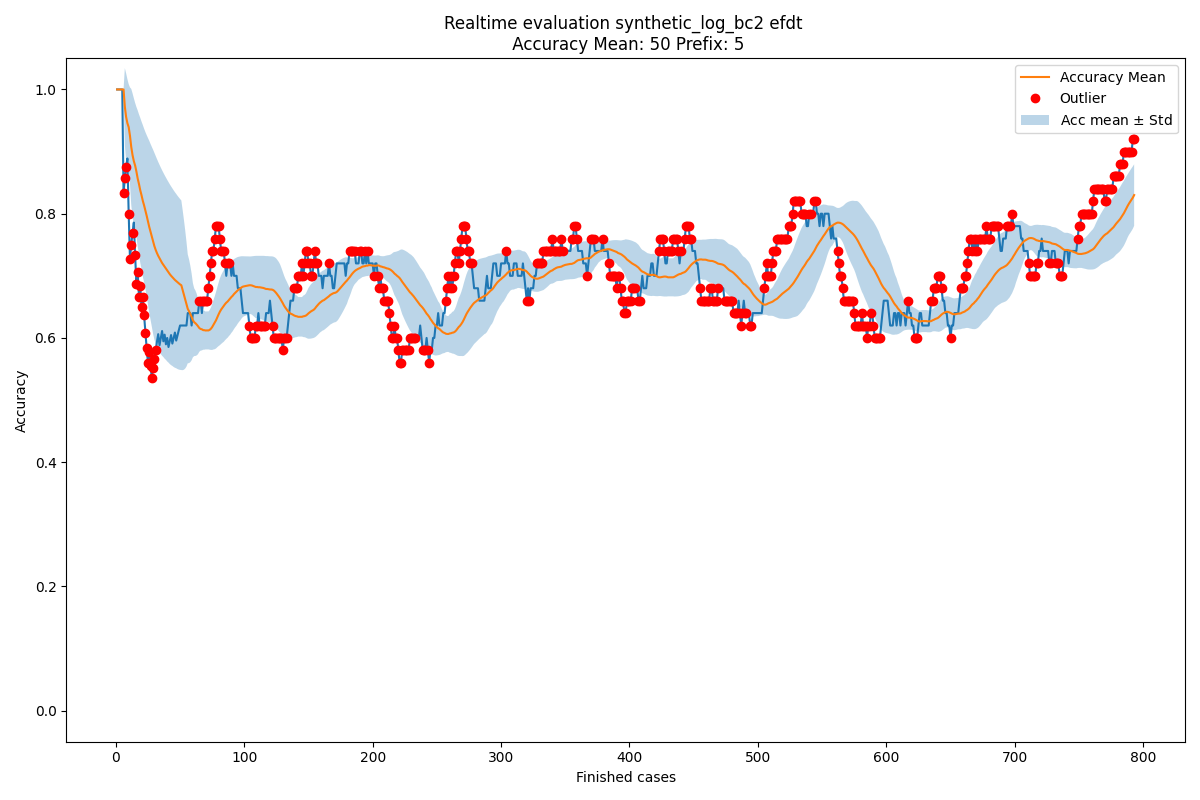 Realtime evaluation synthetic_log_bc2 efdt
Accuracy Mean: 50 Prefix: 5
Accuracy Mean
Outlier
Acc mean ± Std
1.0
0.8
0.6
0.4
0.2
0.0
Accuracy
0 100 200 300 400 500 600 700 800
Finished cases